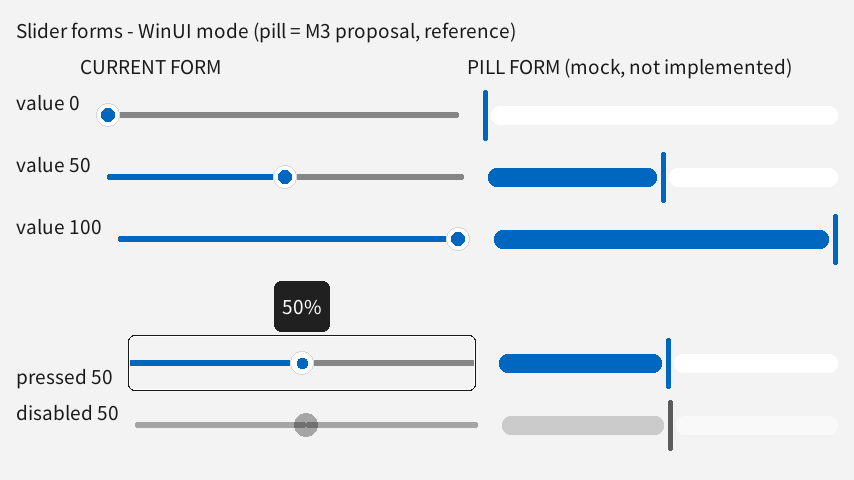 Slider forms - WinUI mode (pill = M3 proposal, reference)
CURRENT FORM
PILL FORM (mock, not implemented)
value 0
value 50
value 100
50%
pressed 50
disabled 50